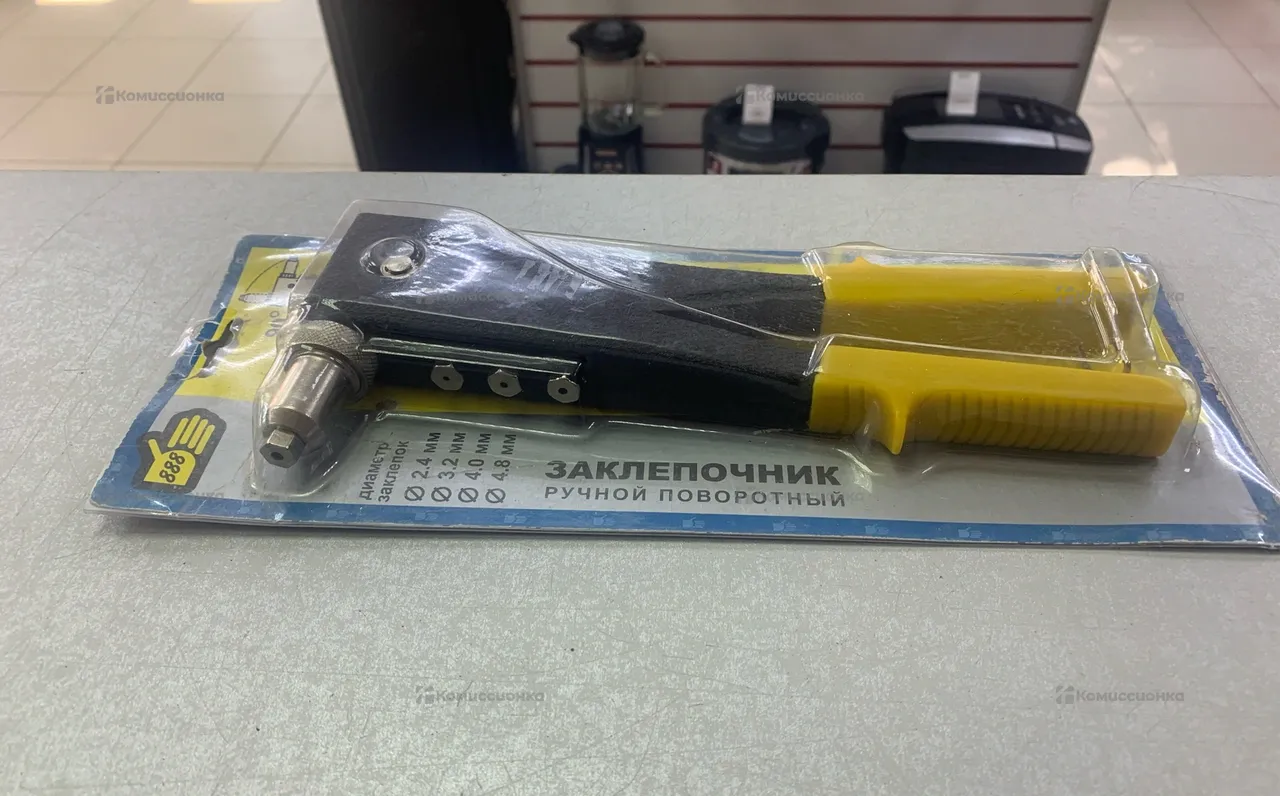 Комиссионка
Комиссионка
888
диаметр
заклепок
Ø 2.4 мм
Ø 3.2 мм
Ø 4.0 мм
Ø 4.8 мм
ЗАКЛЕПОЧНИК
РУЧНОЙ ПОВОРОТНЫЙ
Комиссионка
Комиссионка